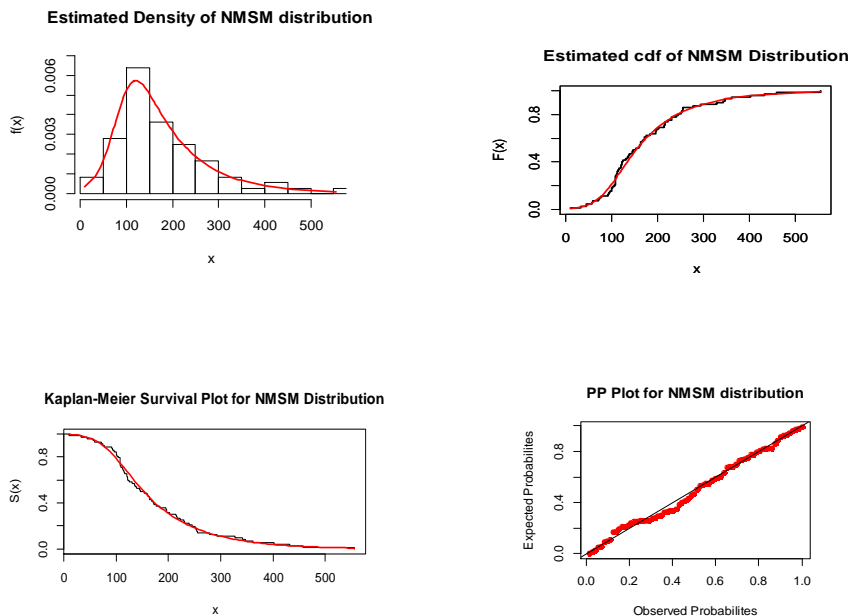 Estimated Density of NMSM distribution
f(x)
0.006
0.003
0.000
0 100 200 300 400 500
x
Estimated cdf of NMSM Distribution
F(x)
0.8
0.4
0.0
0 100 200 300 400 500
x
Kaplan-Meier Survival Plot for NMSM Distribution
S(x)
0.8
0.4
0.0
0 100 200 300 400 500
x
PP Plot for NMSM distribution
Expected Probabilites
0.8
0.4
0.0
0.0 0.2 0.4 0.6 0.8 1.0
Observed Probabilites